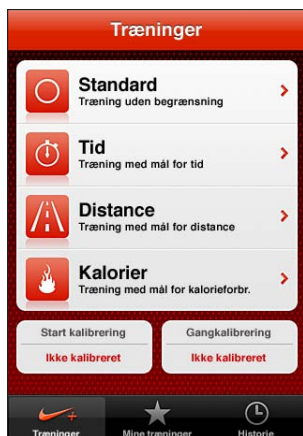 Træninger
Standard
Træning uden begrænsning
Tid
Træning med mål for tid
Distance
Træning med mål for distance
Kalorier
Træning med mål for kalorieforbr.
Start kalibrering
Gangkalibrering
Ikke kalibreret
Ikke kalibreret
Træninger
Mine træninger
Historie